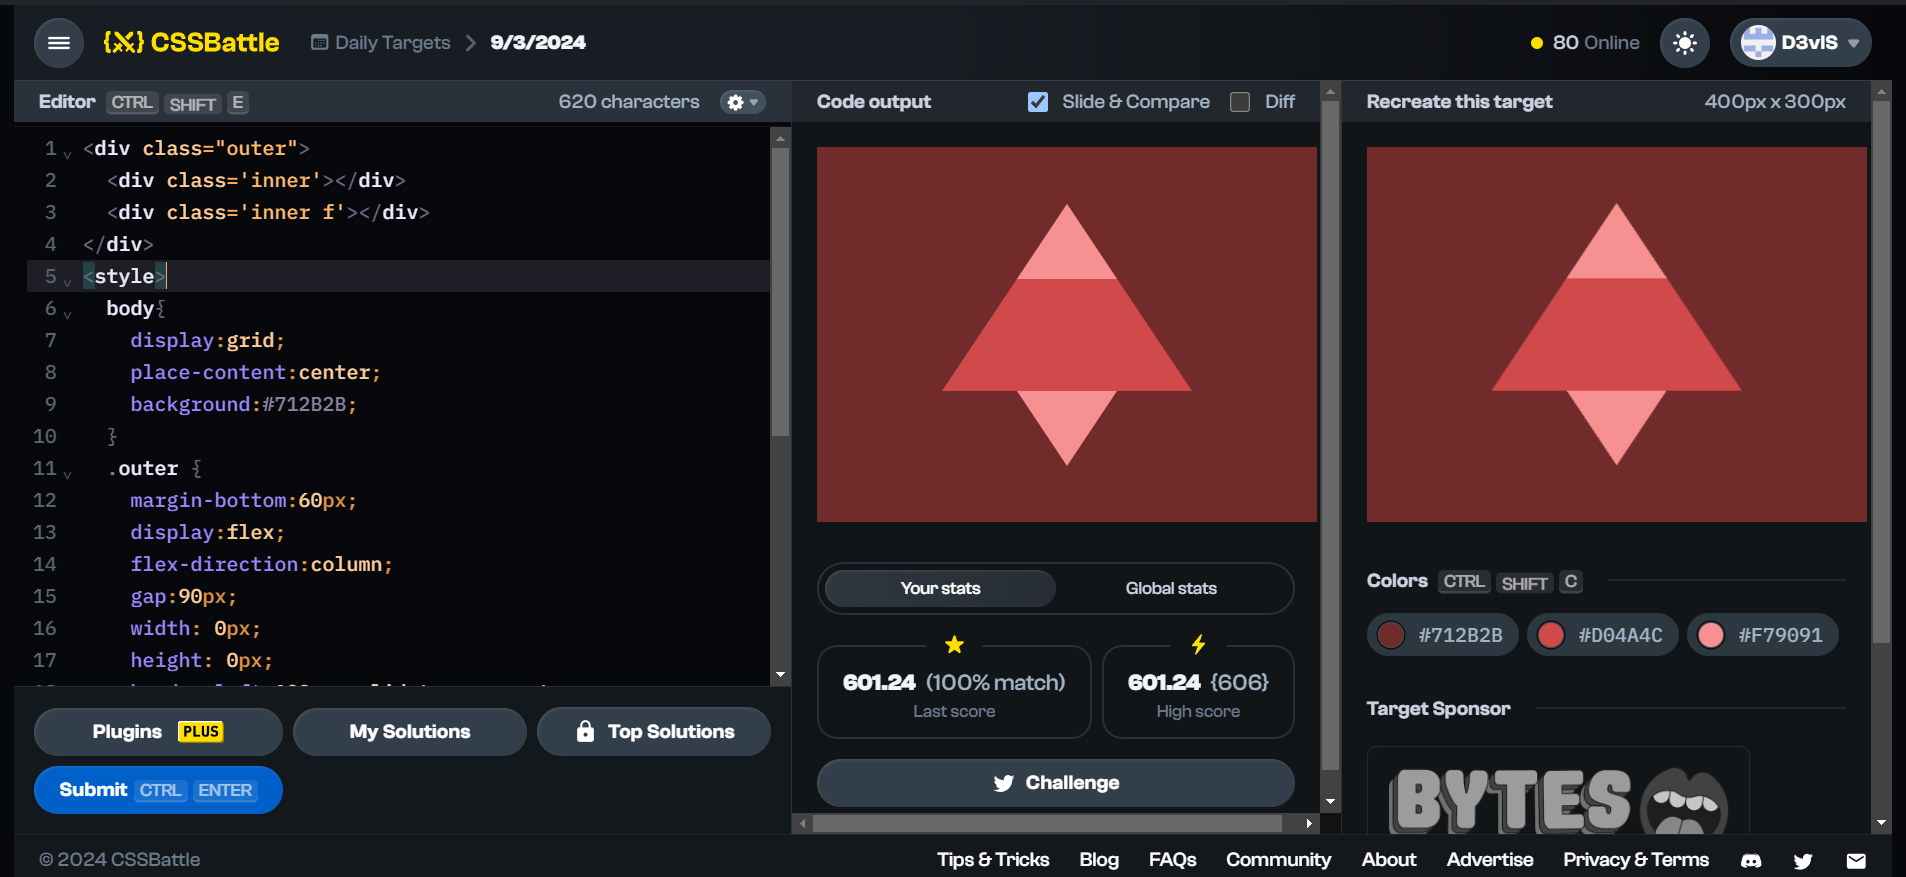 {X} CSSBattle
Daily Targets > 9/3/2024
80 Online
D3vlS
Editor CTRL SHIFT E
620 characters
1 <div class="outer">
2 <div class='inner'></div>
3 <div class='inner f'></div>
4 </div>
5 <style>
6 body{
7 display:grid;
8 place-content:center;
9 background:#712B2B;
10 }
11 .outer {
12 margin-bottom:60px;
13 display:flex;
14 flex-direction:column;
15 gap:90px;
16 width: 0px;
17 height: 0px;
Plugins PLUS
My Solutions
Top Solutions
Submit CTRL ENTER
Code output
Slide & Compare
Diff
Your stats
Global stats
601.24 (100% match)
Last score
601.24 {606}
High score
Challenge
Recreate this target
400px x 300px
Colors CTRL SHIFT C
#712B2B
#D04A4C
#F79091
Target Sponsor
BYTES
© 2024 CSSBattle
Tips & Tricks
Blog
FAQs
Community
About
Advertise
Privacy & Terms